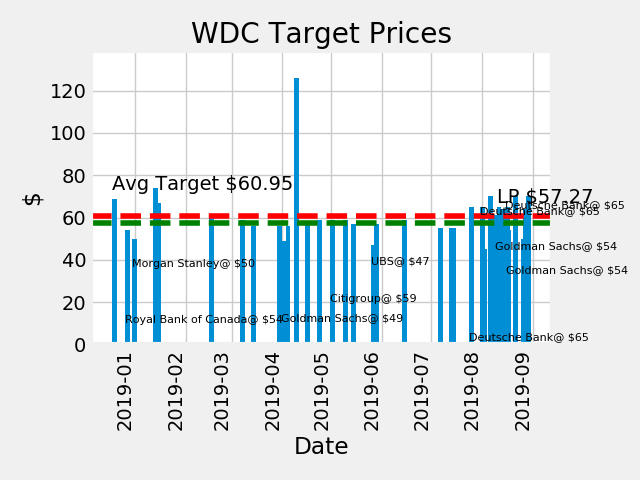 WDC Target Prices
120
100
80
60
40
20
0
$
Avg Target $60.95
LP $57.27
Deutsche Bank@ $65
Deutsche Bank@ $65
Goldman Sachs@ $54
Morgan Stanley@ $50
UBS@ $47
Goldman Sachs@ $54
Citigroup@ $59
Royal Bank of Canada@ $54
Goldman Sachs@ $49
Deutsche Bank@ $65
2019-01
2019-02
2019-03
2019-04
2019-05
2019-06
2019-07
2019-08
2019-09
Date